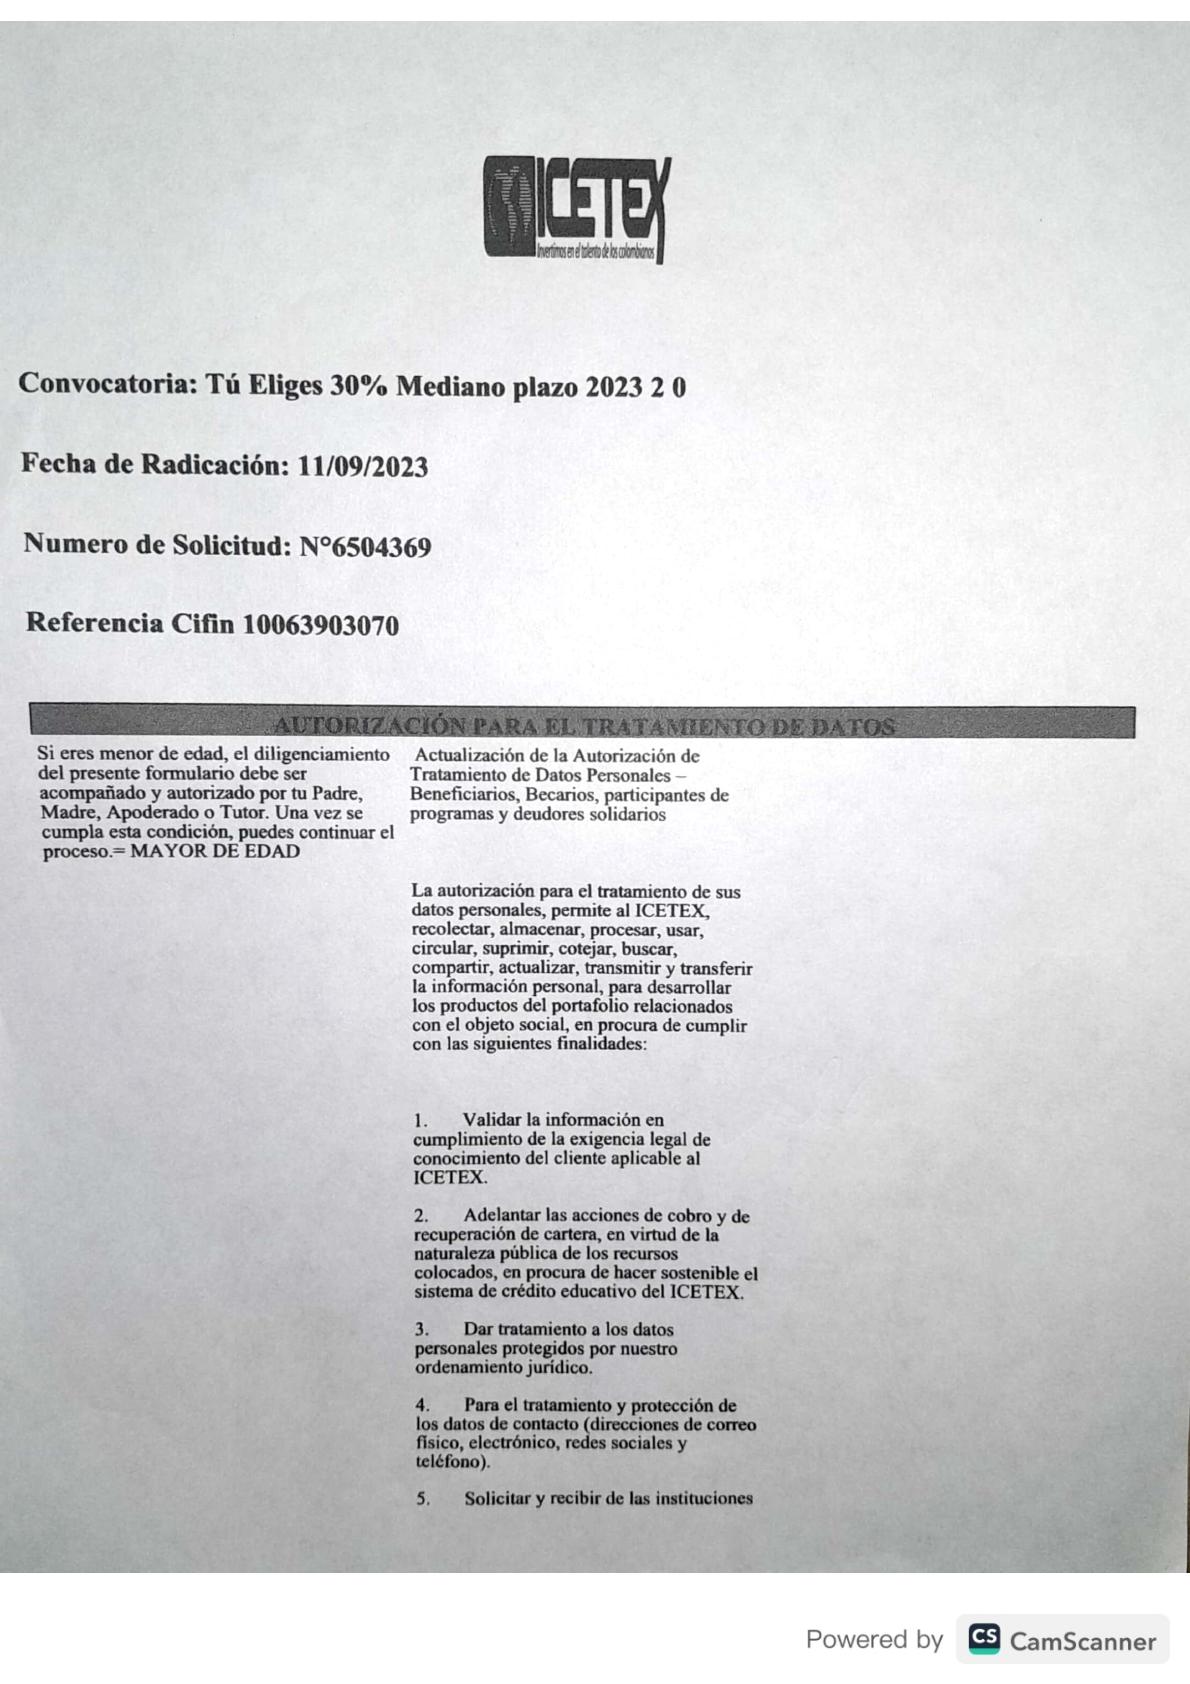 ICETEX
Invertimos en el talento de los colombianos
Convocatoria: Tú Eliges 30% Mediano plazo 2023 2 0
Fecha de Radicación: 11/09/2023
Numero de Solicitud: N°6504369
Referencia Cifin 10063903070
AUTORIZACIÓN PARA EL TRATAMIENTO DE DATOS
Si eres menor de edad, el diligenciamiento
del presente formulario debe ser
acompañado y autorizado por tu Padre,
Madre, Apoderado o Tutor. Una vez se
cumpla esta condición, puedes continuar el
proceso.= MAYOR DE EDAD
Actualización de la Autorización de
Tratamiento de Datos Personales –
Beneficiarios, Becarios, participantes de
programas y deudores solidarios
La autorización para el tratamiento de sus
datos personales, permite al ICETEX,
recolectar, almacenar, procesar, usar,
circular, suprimir, cotejar, buscar,
compartir, actualizar, transmitir y transferir
la información personal, para desarrollar
los productos del portafolio relacionados
con el objeto social, en procura de cumplir
con las siguientes finalidades:
1. Validar la información en
cumplimiento de la exigencia legal de
conocimiento del cliente aplicable al
ICETEX.
2. Adelantar las acciones de cobro y de
recuperación de cartera, en virtud de la
naturaleza pública de los recursos
colocados, en procura de hacer sostenible el
sistema de crédito educativo del ICETEX.
3. Dar tratamiento a los datos
personales protegidos por nuestro
ordenamiento jurídico.
4. Para el tratamiento y protección de
los datos de contacto (direcciones de correo
físico, electrónico, redes sociales y
teléfono).
5. Solicitar y recibir de las instituciones
Powered by CS CamScanner